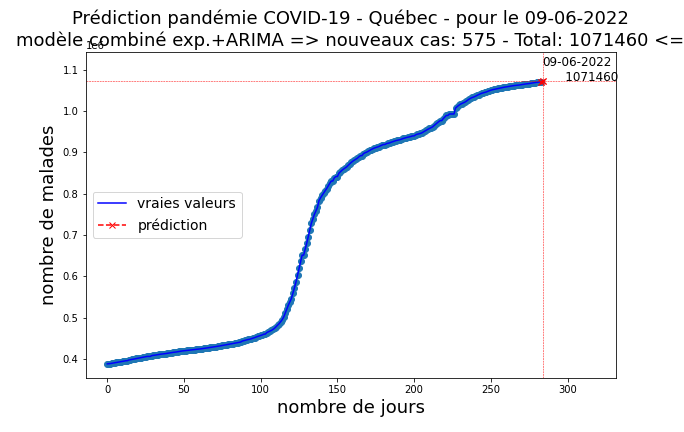 Prédiction pandémie COVID-19 - Québec - pour le 09-06-2022
modèle combiné exp.+ARIMA => nouveaux cas: 575 - Total: 1071460 <=
1e6
09-06-2022
1071460
1.1
1.0
0.9
0.8
0.7
0.6
0.5
0.4
nombre de malades
vraies valeurs
prédiction
0 50 100 150 200 250 300
nombre de jours